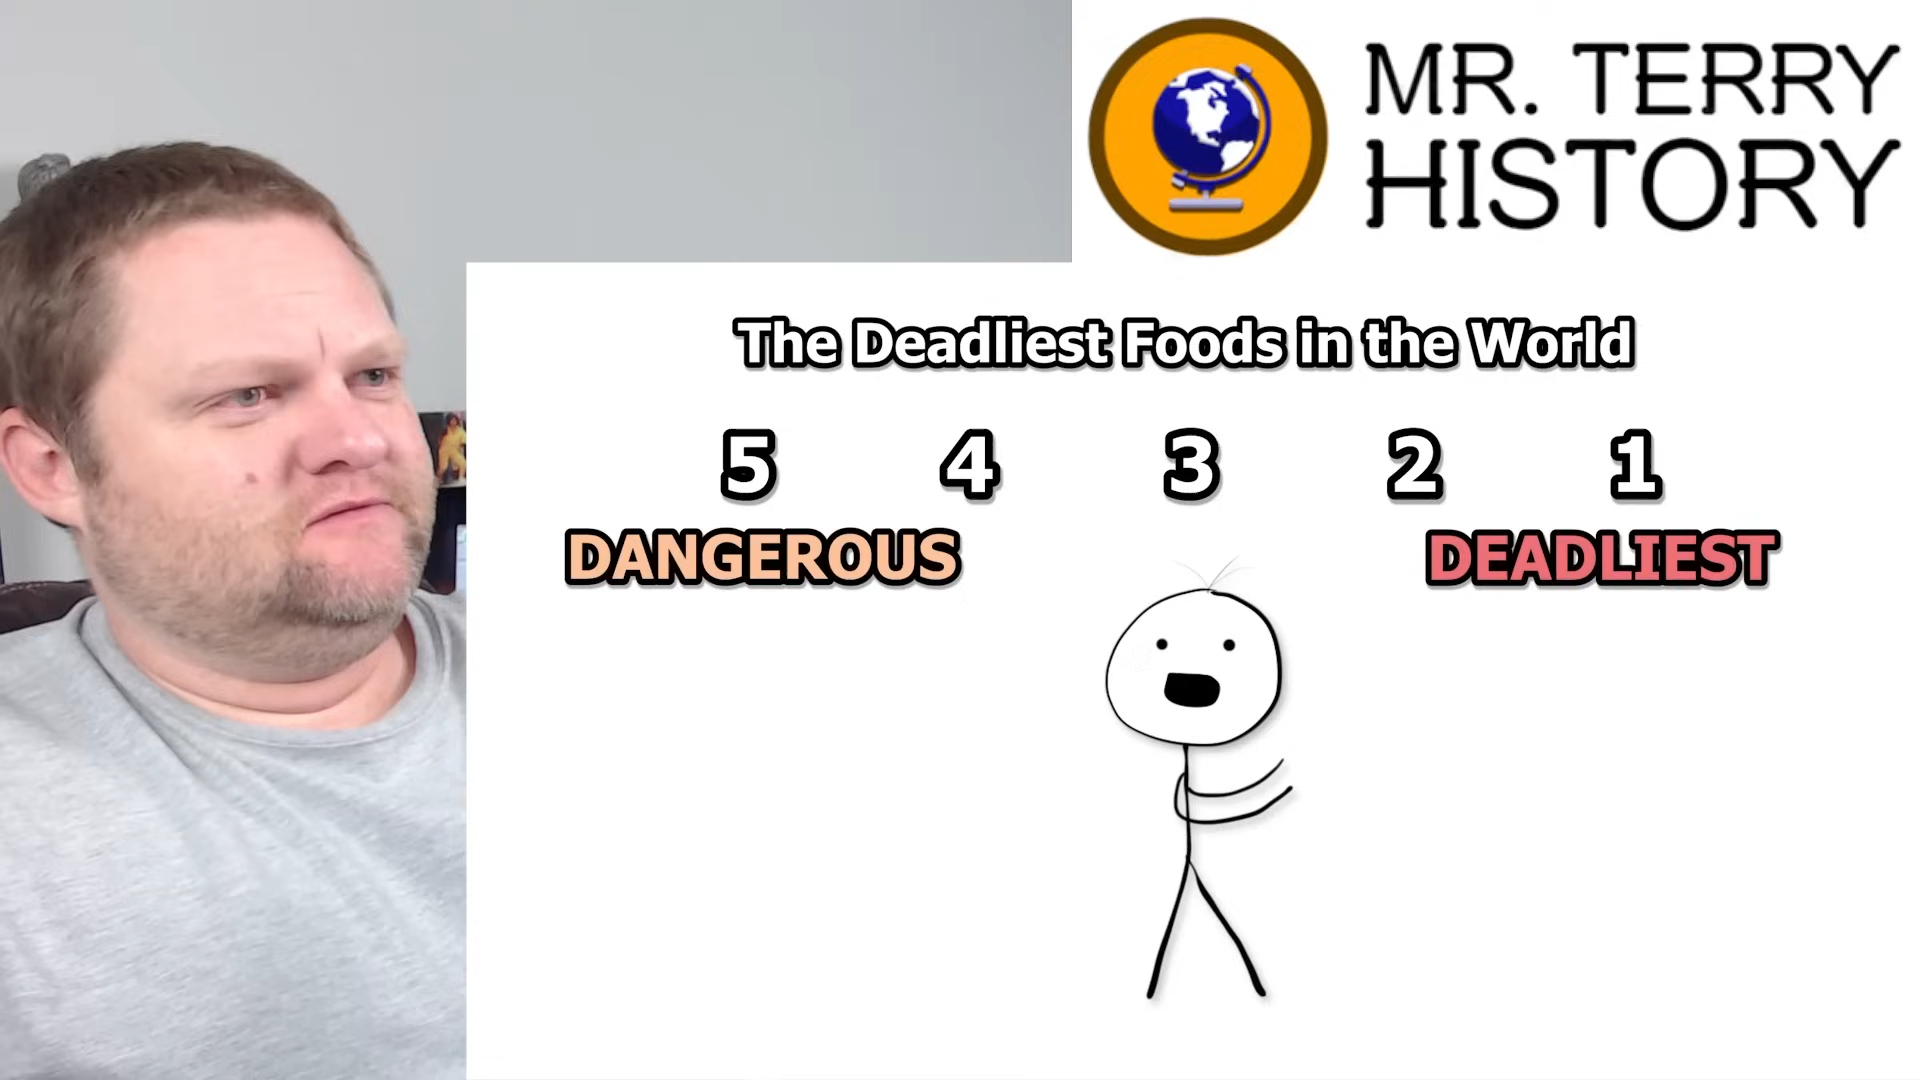 MR. TERRY
HISTORY
The Deadliest Foods in the World
5 4 3 2 1
DANGEROUS DEADLIEST